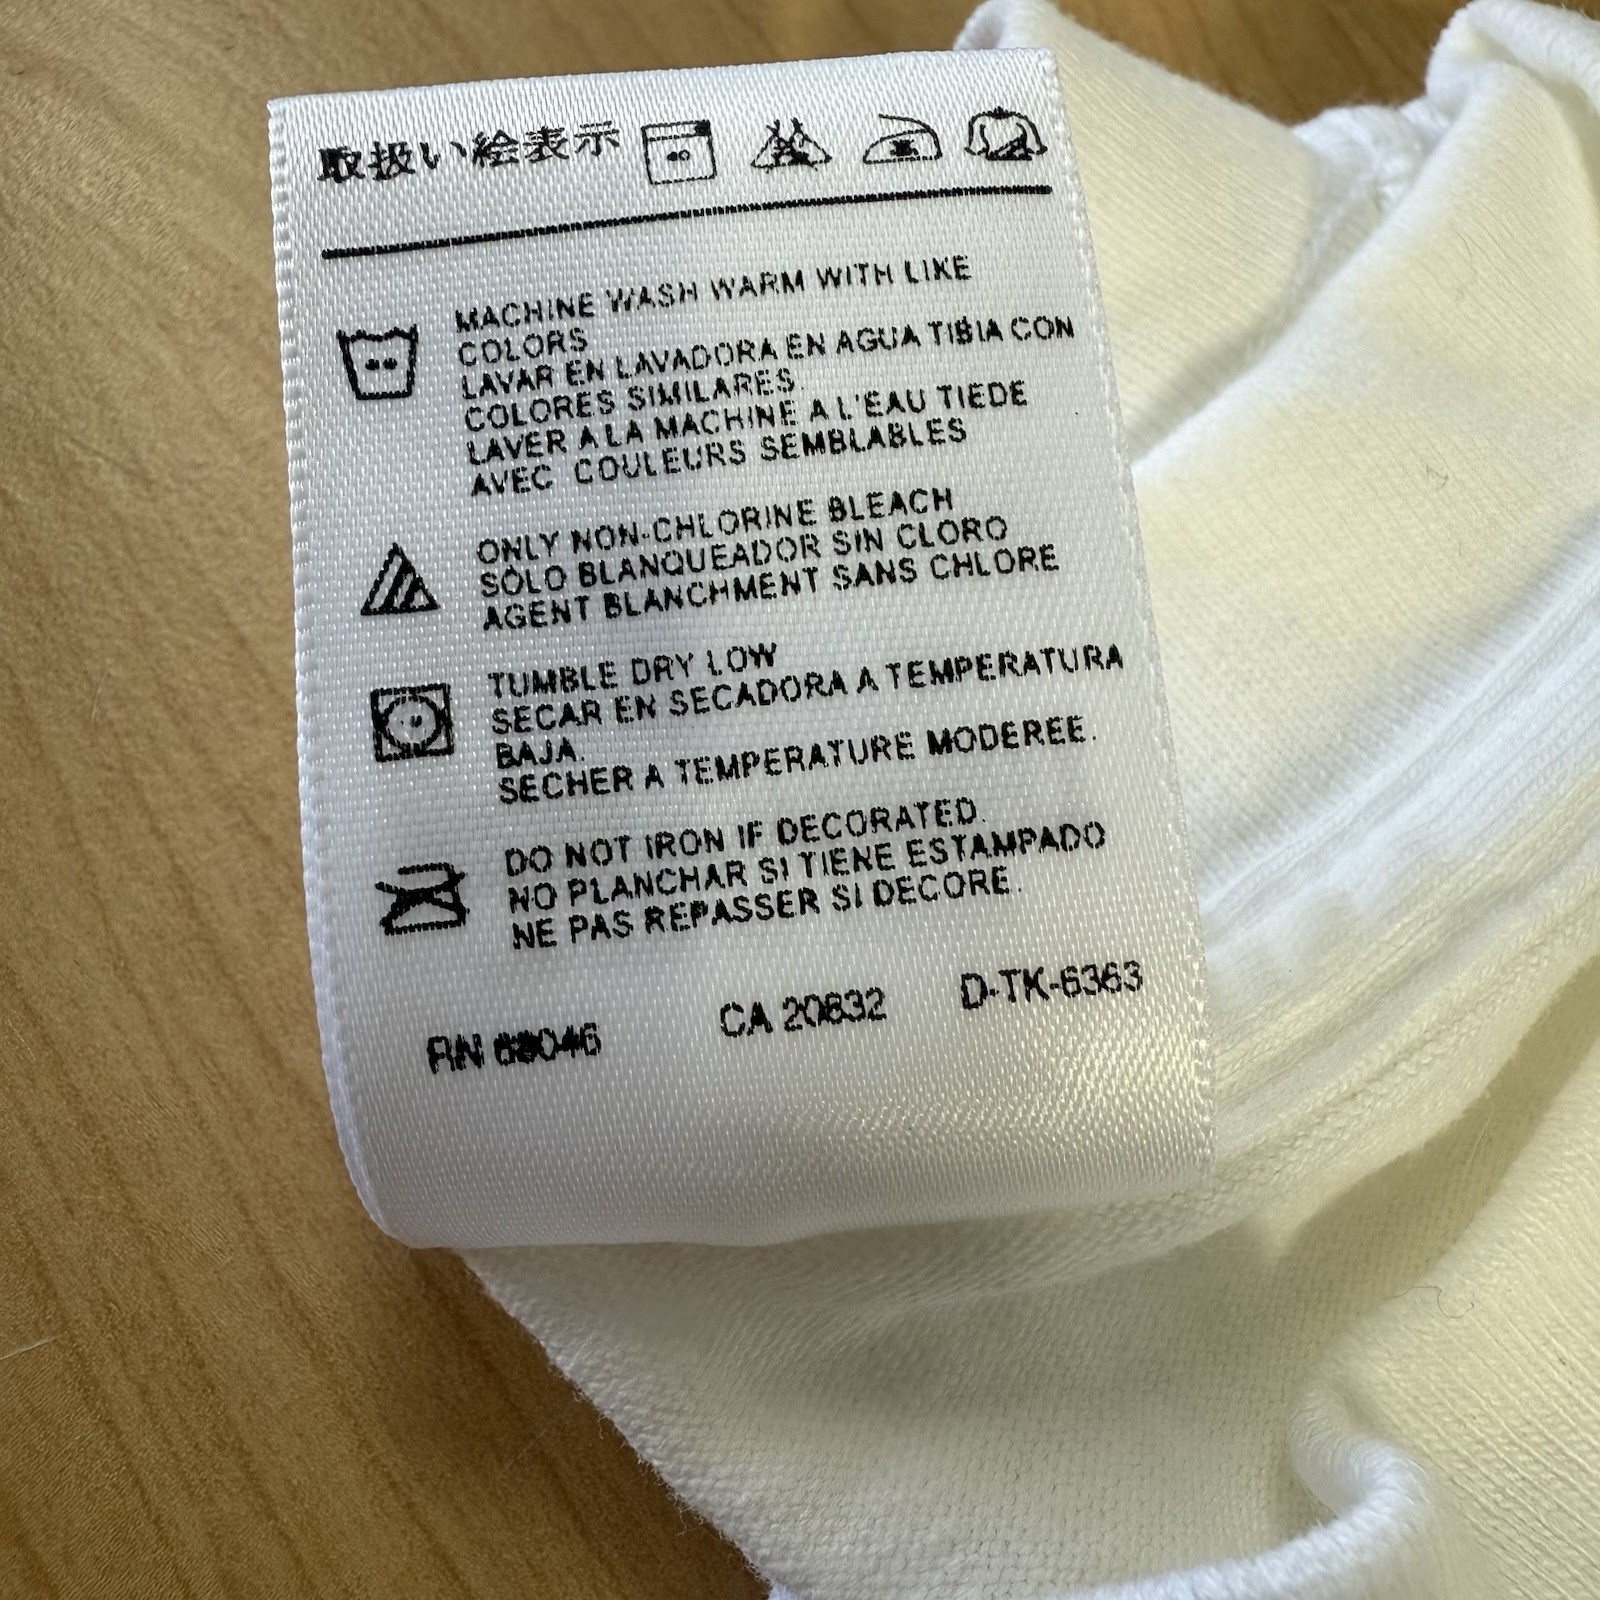 取扱い絵表示
MACHINE WASH WARM WITH LIKE
COLORS
LAVAR EN LAVADORA EN AGUA TIBIA CON
COLORES SIMILARES.
LAVER A LA MACHINE A L'EAU TIEDE
AVEC COULEURS SEMBLABLES
ONLY NON-CHLORINE BLEACH
SÓLO BLANQUEADOR SIN CLORO
AGENT BLANCHMENT SANS CHLORE
TUMBLE DRY LOW
SECAR EN SECADORA A TEMPERATURA
BAJA.
SECHER A TEMPERATURE MODEREE.
DO NOT IRON IF DECORATED.
NO PLANCHAR SI TIENE ESTAMPADO
NE PAS REPASSER SI DECORE.
RN CA 20832 D-TK-6363